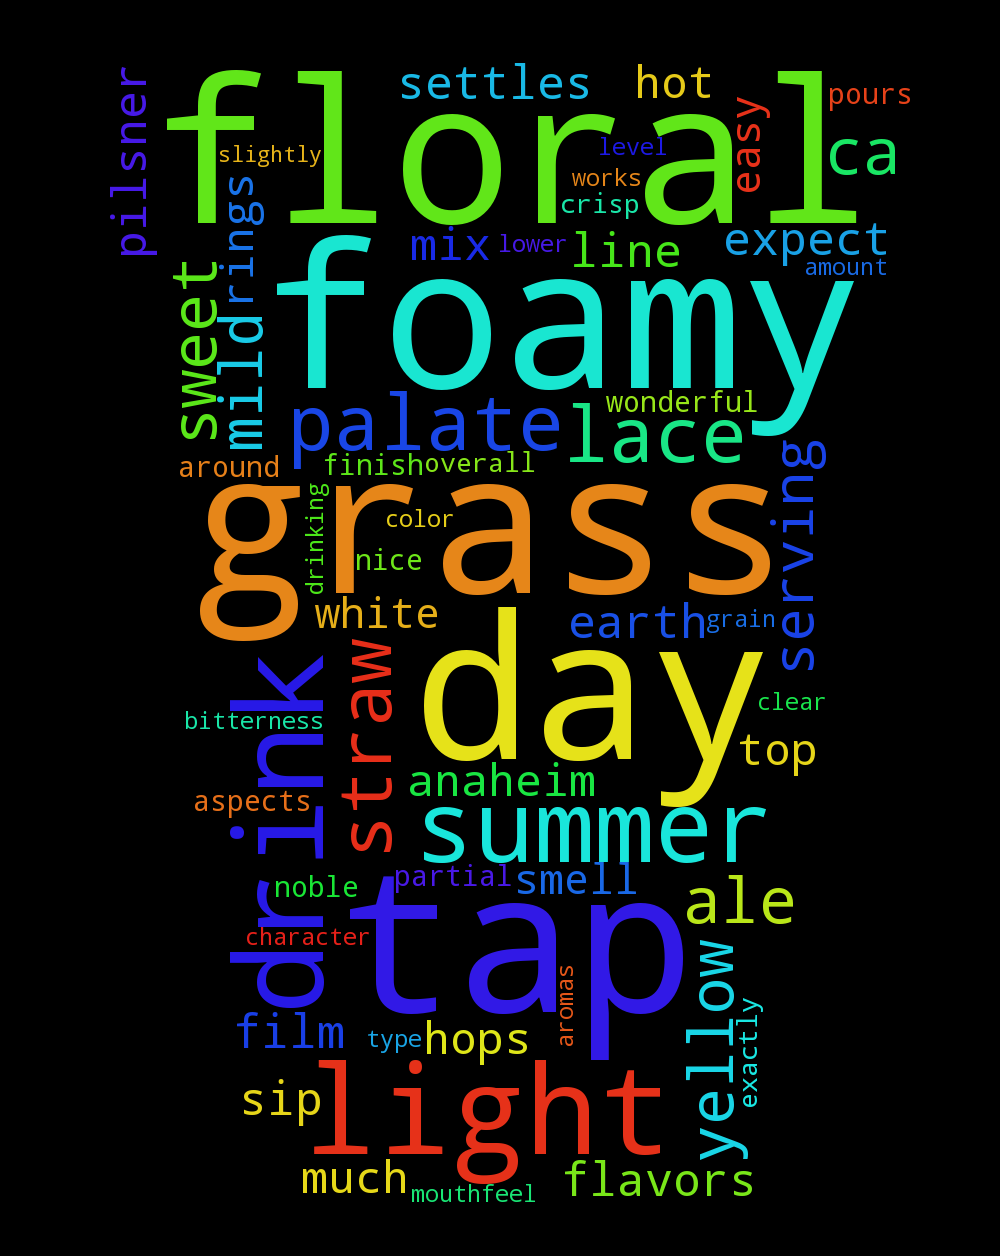 settles
hot
floral
pours
pilsner
easy
slightly
level
ca
works
crisp
rings
mix
lower
line
expect
amount
foamy
sweet
mild
palate
lace
wonderful
around
finish
overall
serving
grass
drinking
color
nice
white
earth
grain
day
straw
drink
clear
bitterness
top
anaheim
aspects
summer
noble
partial
smell
ale
tap
character
yellow
aromas
film
type
hops
exactly
light
sip
much
mouthfeel
flavors